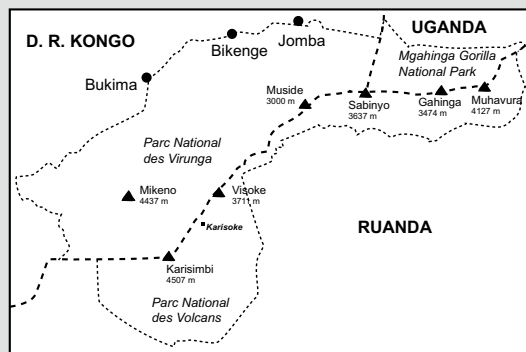 D. R. KONGO
UGANDA
Jomba
Bikenge
Mgahinga Gorilla
National Park
Bukima
Muside
3000 m
Sabinyo
3637 m
Gahinga
3474 m
Muhavura
4127 m
Parc National
des Virunga
Mikeno
4437 m
Visoke
3711 m
Karisoke
RUANDA
Karisimbi
4507 m
Parc National
des Volcans